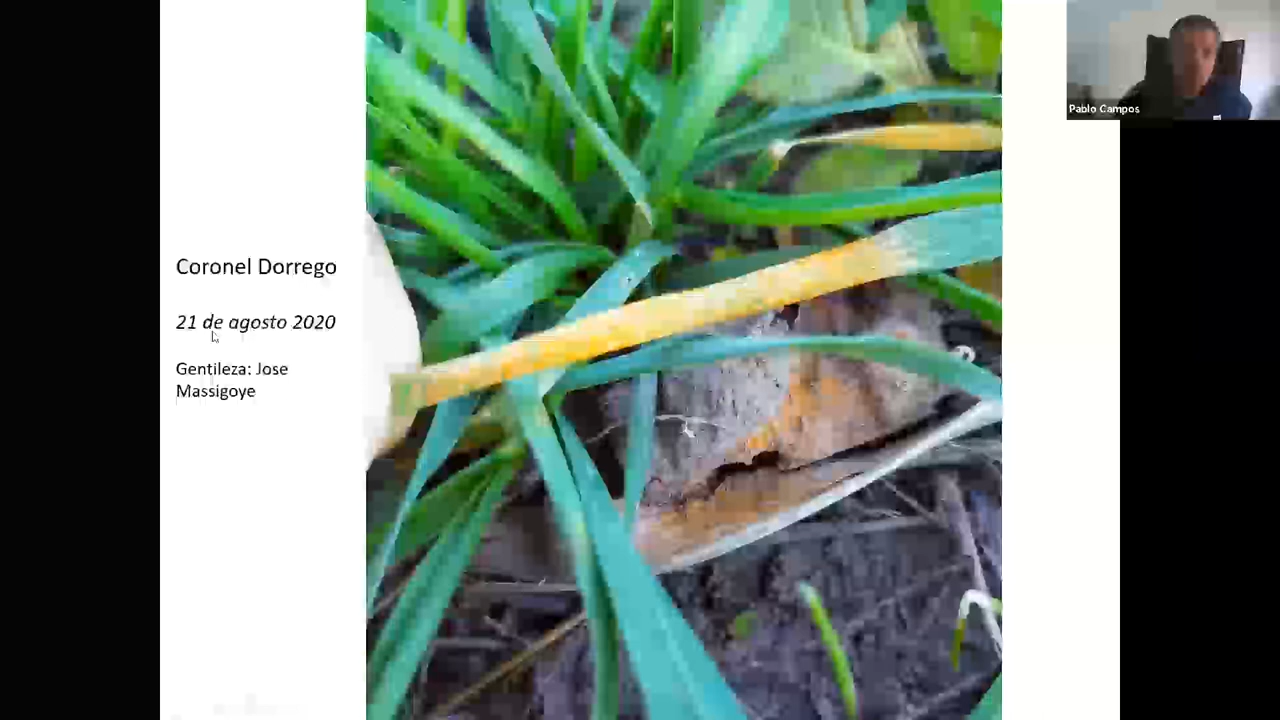 Pablo Campos
Coronel Dorrego
21 de agosto 2020
Gentileza: Jose
Massigoye